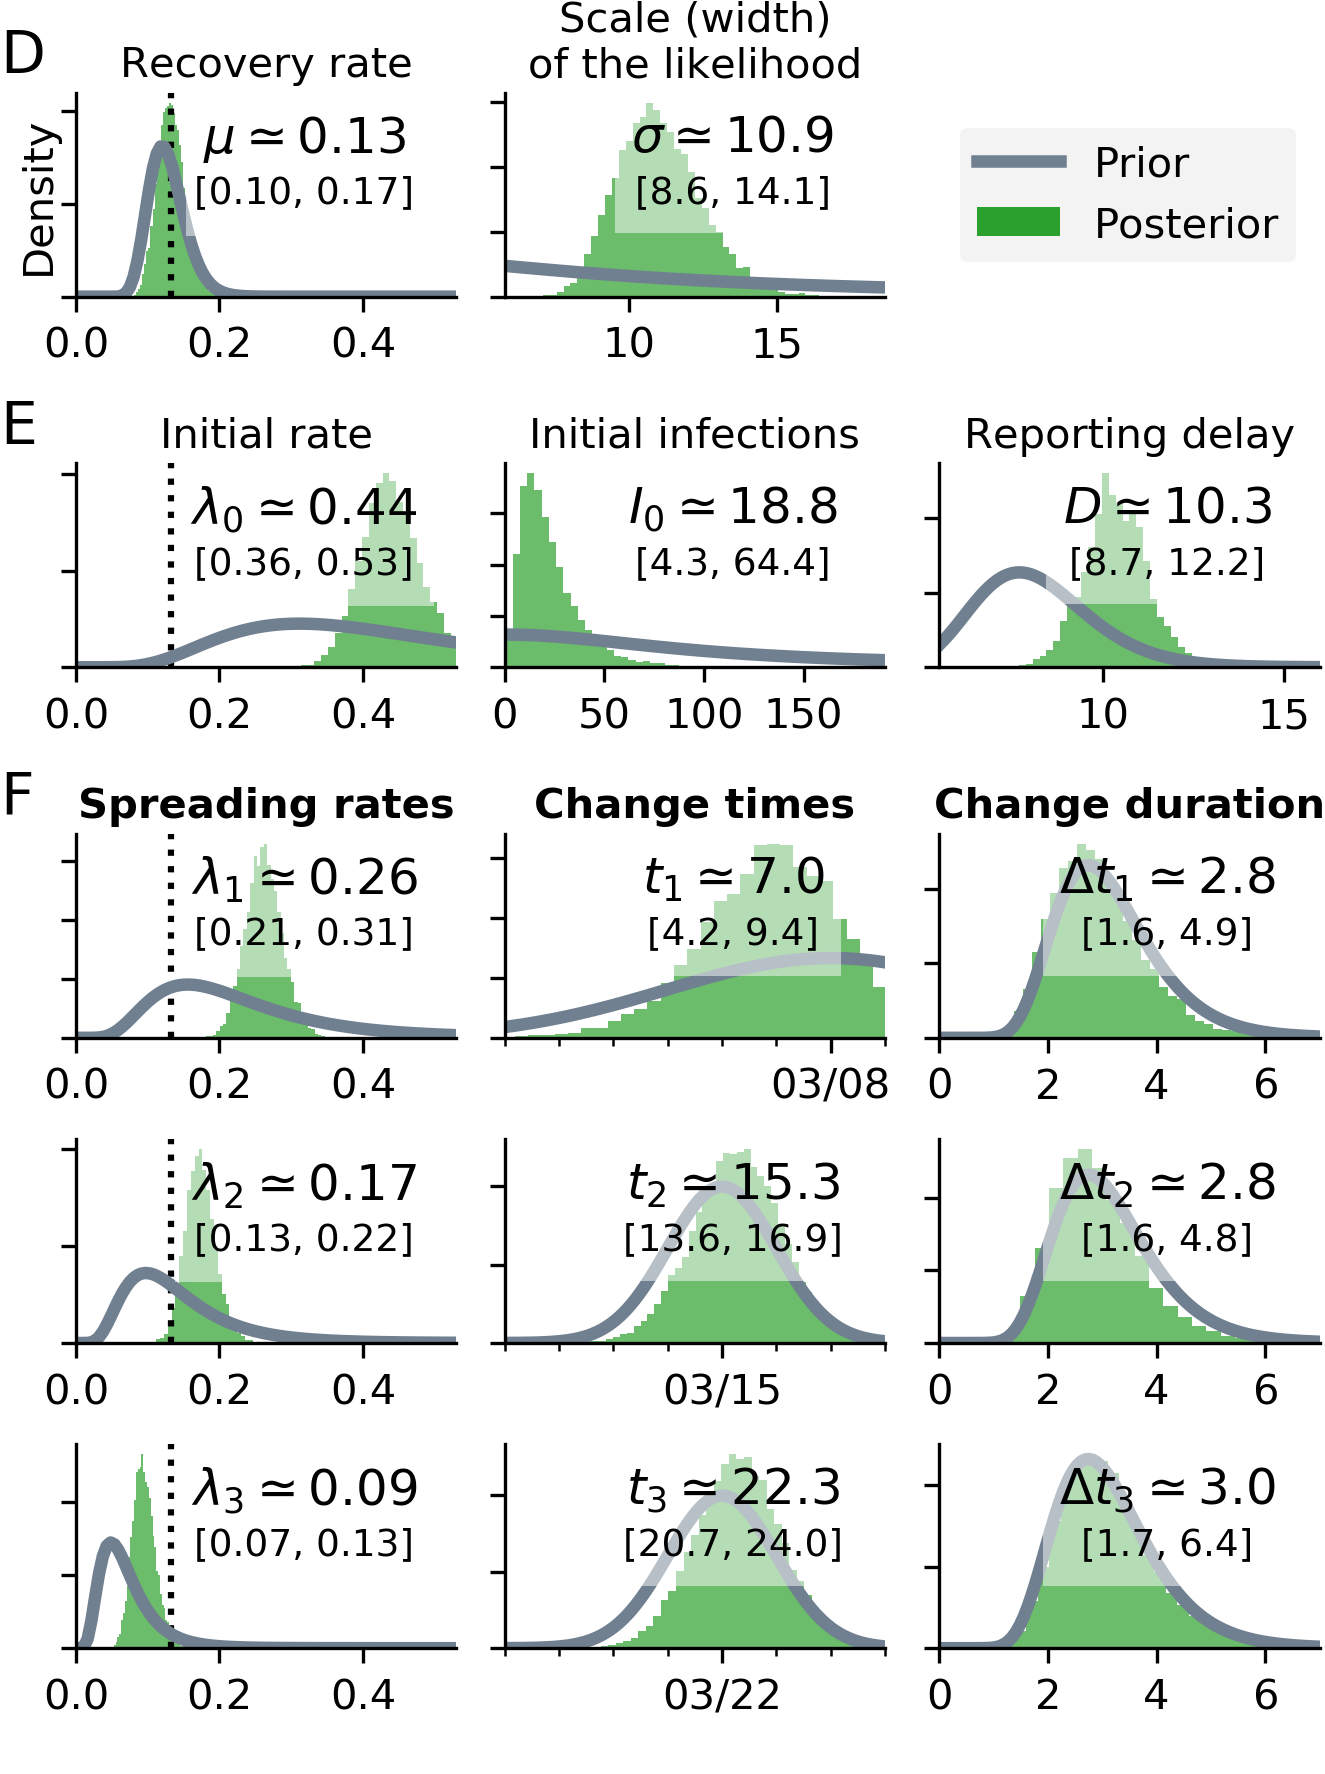 D
Recovery rate
Scale (width)
of the likelihood
Density
μ ≃ 0.13
[0.10, 0.17]
0.0 0.2 0.4
σ ≃ 10.9
[8.6, 14.1]
10 15
Prior
Posterior
E
Initial rate
λ0 ≃ 0.44
[0.36, 0.53]
0.0 0.2 0.4
Initial infections
I0 ≃ 18.8
[4.3, 64.4]
0 50 100 150
Reporting delay
D ≃ 10.3
[8.7, 12.2]
10 15
F
Spreading rates
Change times
Change duration
λ1 ≃ 0.26
[0.21, 0.31]
0.0 0.2 0.4
t1 ≃ 7.0
[4.2, 9.4]
03/08
Δt1 ≃ 2.8
[1.6, 4.9]
0 2 4 6
λ2 ≃ 0.17
[0.13, 0.22]
0.0 0.2 0.4
t2 ≃ 15.3
[13.6, 16.9]
03/15
Δt2 ≃ 2.8
[1.6, 4.8]
0 2 4 6
λ3 ≃ 0.09
[0.07, 0.13]
0.0 0.2 0.4
t3 ≃ 22.3
[20.7, 24.0]
03/22
Δt3 ≃ 3.0
[1.7, 6.4]
0 2 4 6